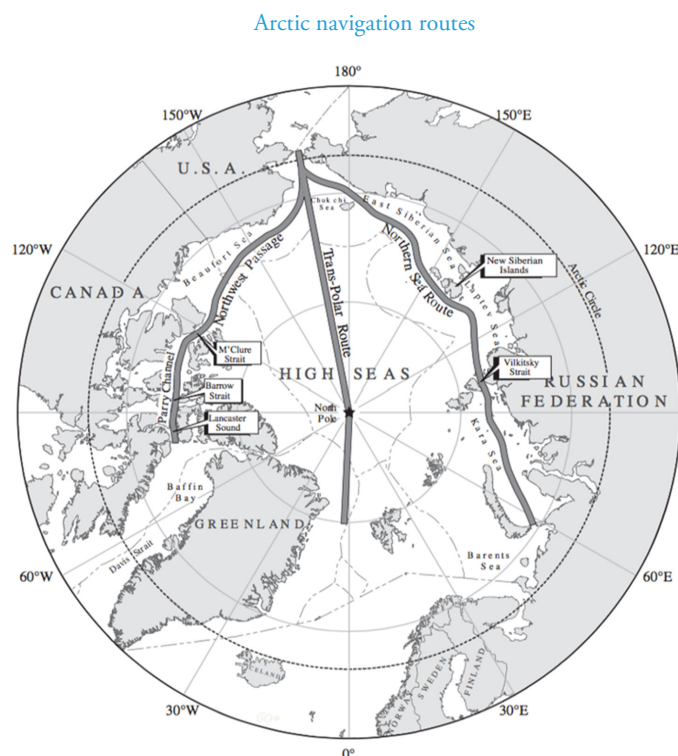 Arctic navigation routes
180°
150°W
150°E
U.S.A.
Chukchi
Sea
East Siberian Sea
Beaufort Sea
Northwest Passage
Trans-Polar Route
Northern Sea Route
120°W
120°E
New Siberian
Islands
Laptev Sea
Arctic Circle
CANADA
M'Clure
Strait
Vilkitsky
Strait
HIGH SEAS
RUSSIAN
FEDERATION
Parry Channel
Barrow
Strait
North
Pole
Lancaster
Sound
Kara Sea
Baffin
Bay
GREENLAND
Davis Strait
Barents
Sea
60°W
60°E
ICELAND
NORWAY
SWEDEN
FINLAND
30°W
30°E
0°